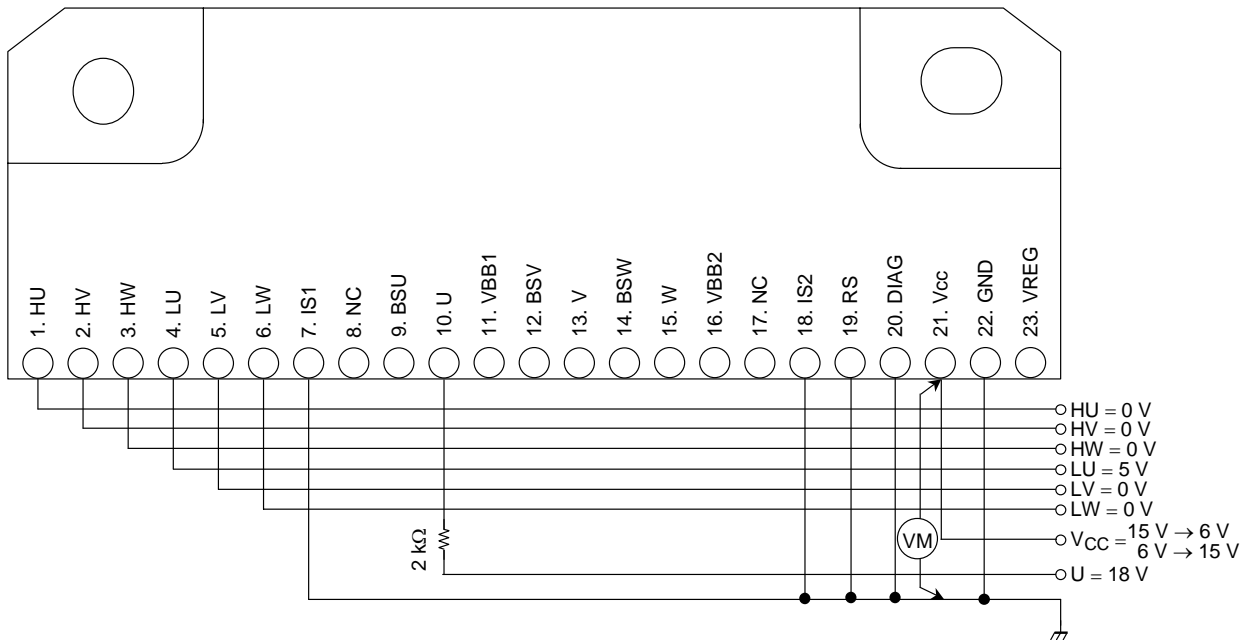 1. HU
2. HV
3. HW
4. LU
5. LV
6. LW
7. IS1
8. NC
9. BSU
10. U
11. VBB1
12. BSV
13. V
14. BSW
15. W
16. VBB2
17. NC
18. IS2
19. RS
20. DIAG
21. Vcc
22. GND
23. VREG
HU = 0 V
HV = 0 V
HW = 0 V
LU = 5 V
LV = 0 V
LW = 0 V
2 kΩ
VM
VCC = 15 V → 6 V
6 V → 15 V
U = 18 V